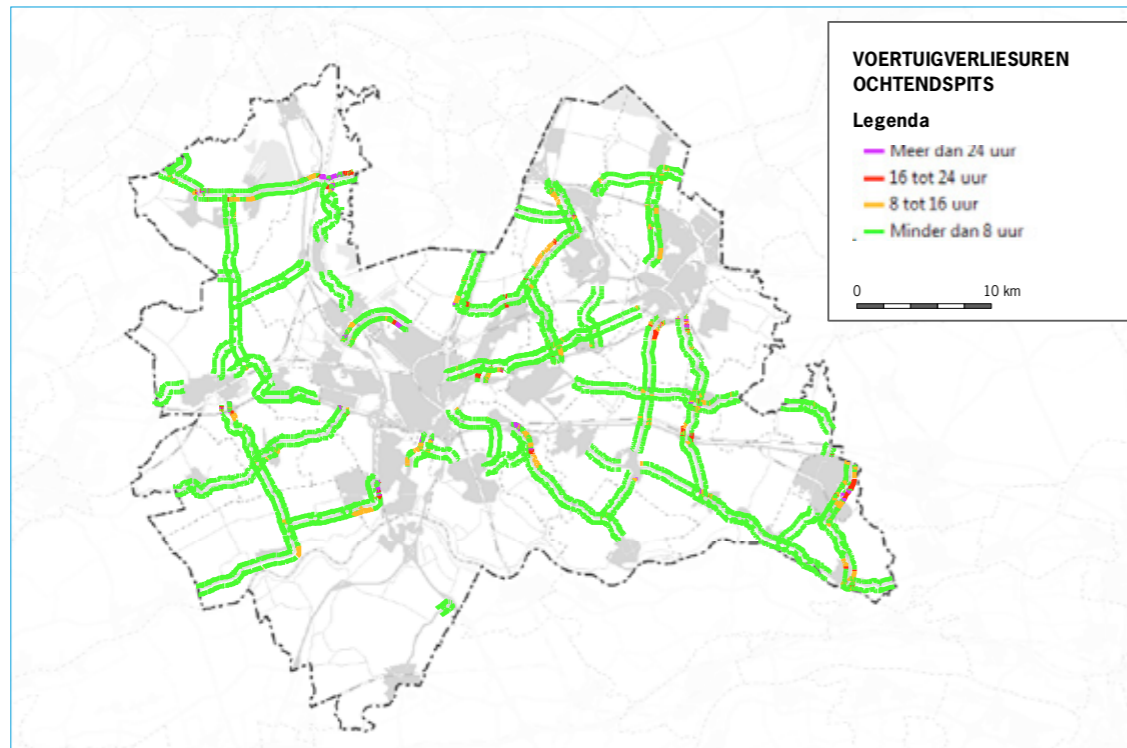 VOERTUIGVERLIESUREN
OCHTENDSPITS
Legenda
Meer dan 24 uur
16 tot 24 uur
8 tot 16 uur
Minder dan 8 uur
0 10 km